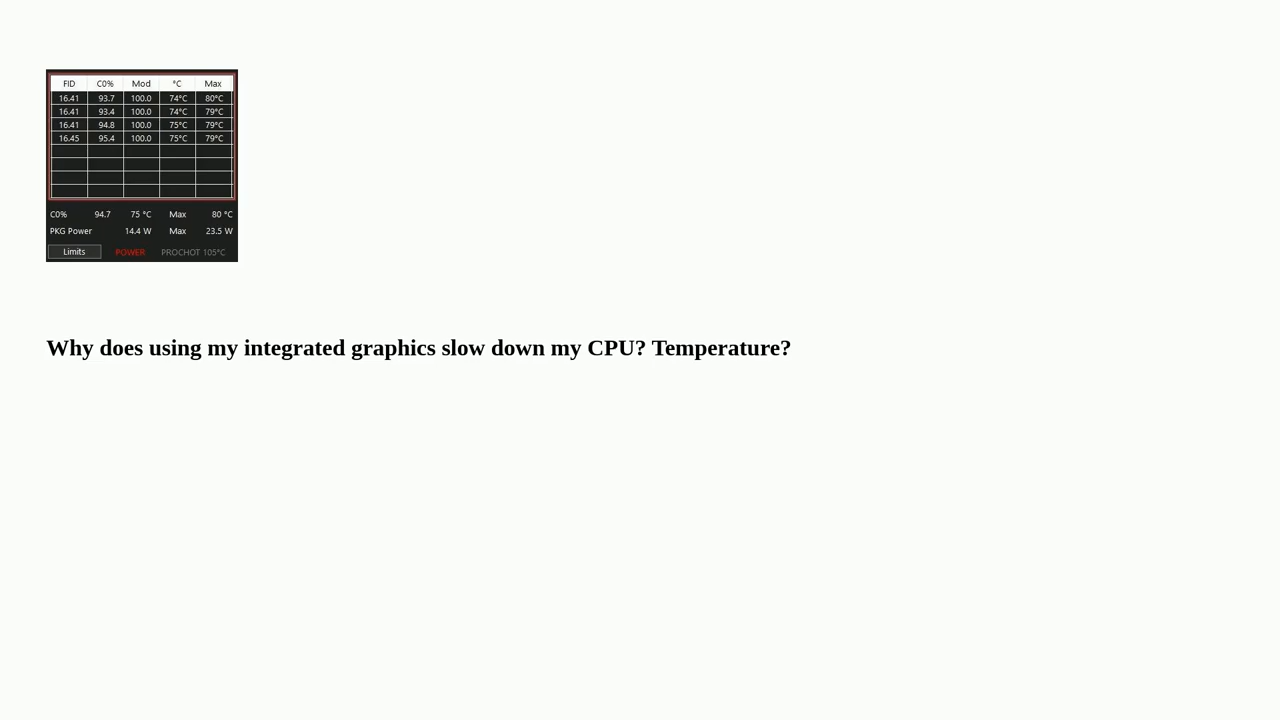 FID C0% Mod °C Max
16.41 93.7 100.0 74°C 80°C
16.41 93.4 100.0 74°C 79°C
16.41 94.8 100.0 75°C 79°C
16.45 95.4 100.0 75°C 79°C
C0% 94.7 75 °C Max 80 °C
PKG Power 14.4 W Max 23.5 W
Limits POWER PROCHOT 105°C
Why does using my integrated graphics slow down my CPU? Temperature?